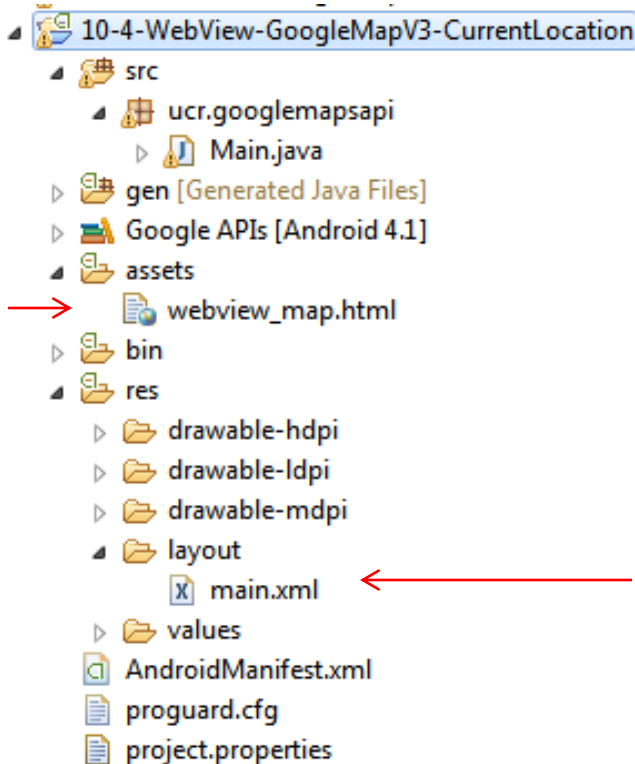 10-4-WebView-GoogleMapV3-CurrentLocation
src
ucr.googlemapsapi
Main.java
gen [Generated Java Files]
Google APIs [Android 4.1]
assets
webview_map.html
bin
res
drawable-hdpi
drawable-ldpi
drawable-mdpi
layout
main.xml
values
AndroidManifest.xml
proguard.cfg
project.properties